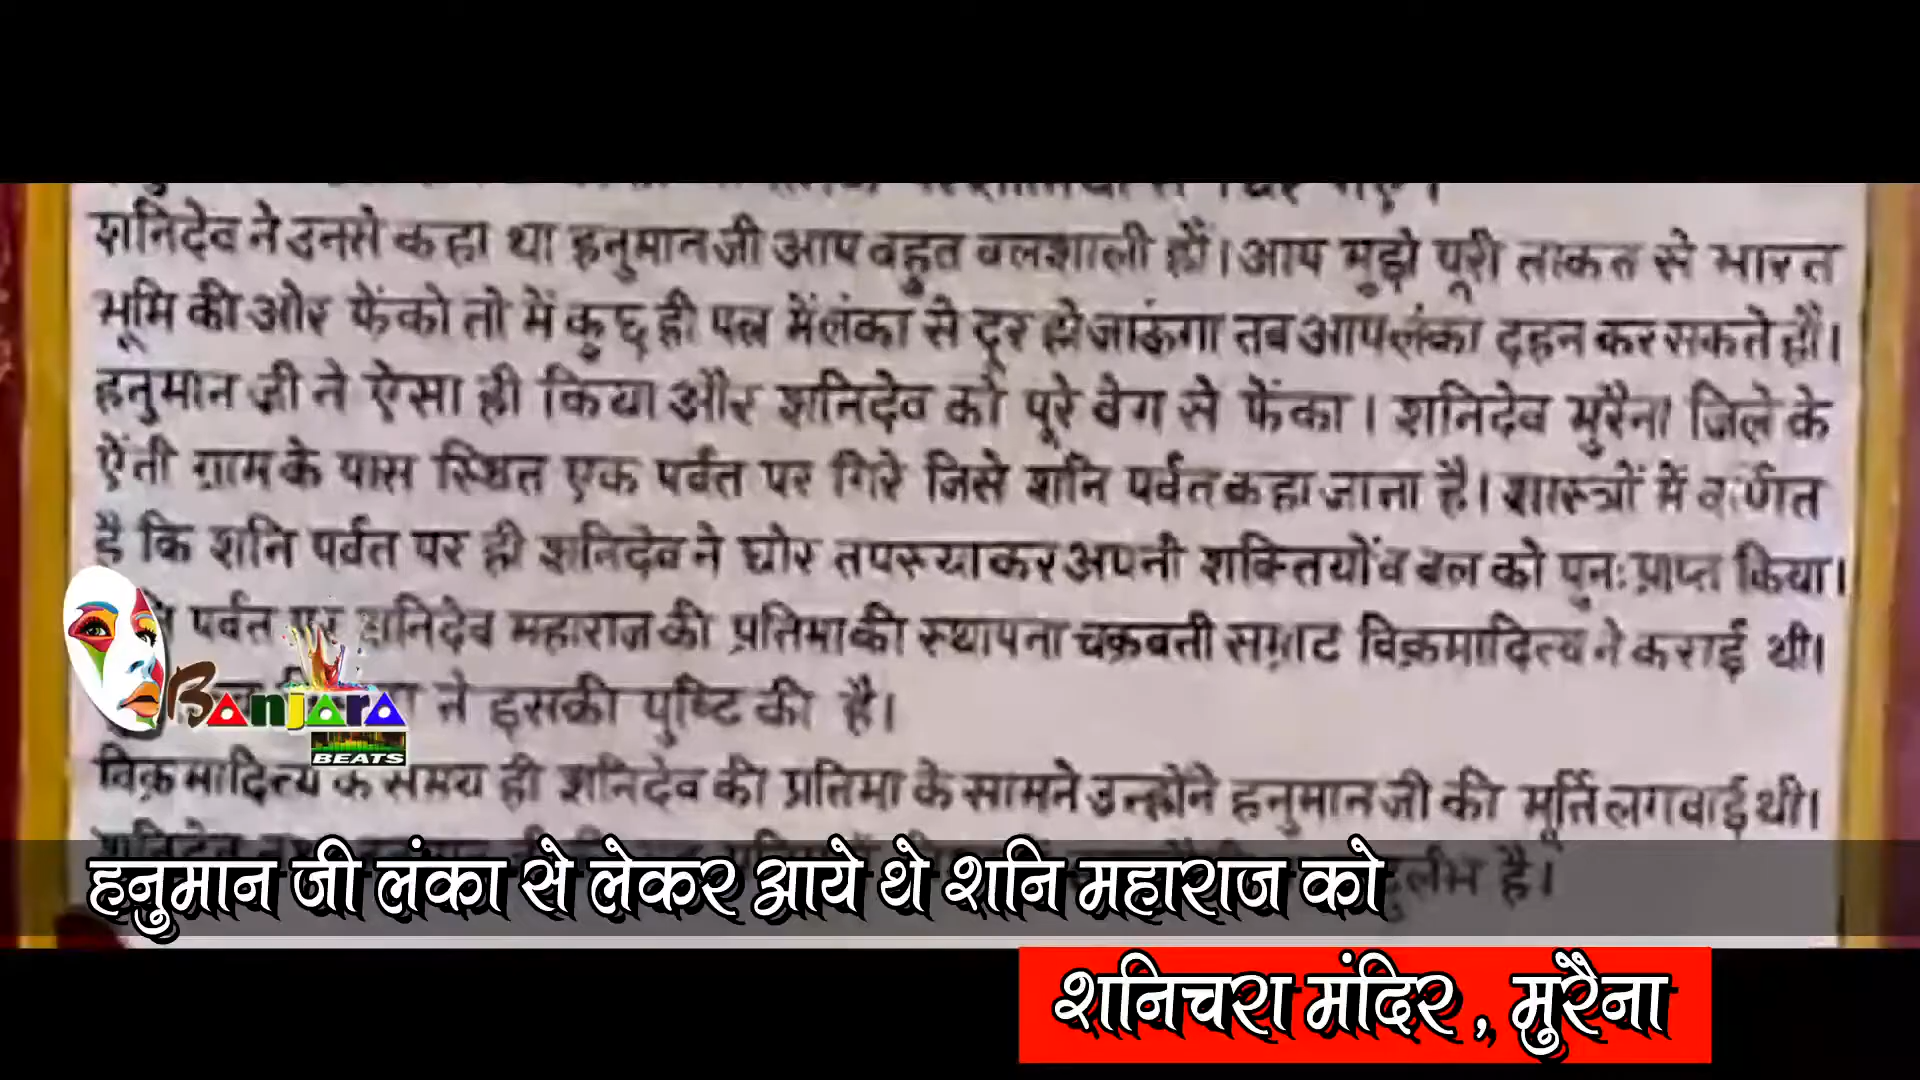 शनिदेव ने उनसे कहा था हनुमानजी आप बहुत बलशाली हौं। आप मुझे पूरी ताकत से भारत
भूमि की ओर फेंको तो में कुछ ही पल में लंका से दूर हो जाऊंगा तब आप लंका दहन कर सकते हौं।
हनुमान जी ने ऐसा ही किया और शनिदेव को पूरे वेग से फेंका। शनिदेव मुरैना जिले के
ऐंती ग्राम के पास स्थित एक पर्वत पर गिरे जिसे शनि पर्वत कहा जाता है। शास्त्रों में वर्णित
है कि शनि पर्वत पर ही शनिदेव ने घोर तपस्या कर अपनी शक्तियों व बल को पुनः प्राप्त किया।
पर्वत पर शनिदेव महाराज की प्रतिमा की स्थापना चक्रवती सम्राट विक्रमादित्य ने कराई थी।
ने इसकी पुष्टि की है।
Banjara
BEATS
विक्रमादित्य के समय ही शनिदेव की प्रतिमा के सामने उन्होंने हनुमान जी की मूर्ति लगवाई थी।
दुर्लभ है।
हनुमान जी लंका से लेकर आये थे शनि महाराज को
शनिचरा मंदिर , मुरैना